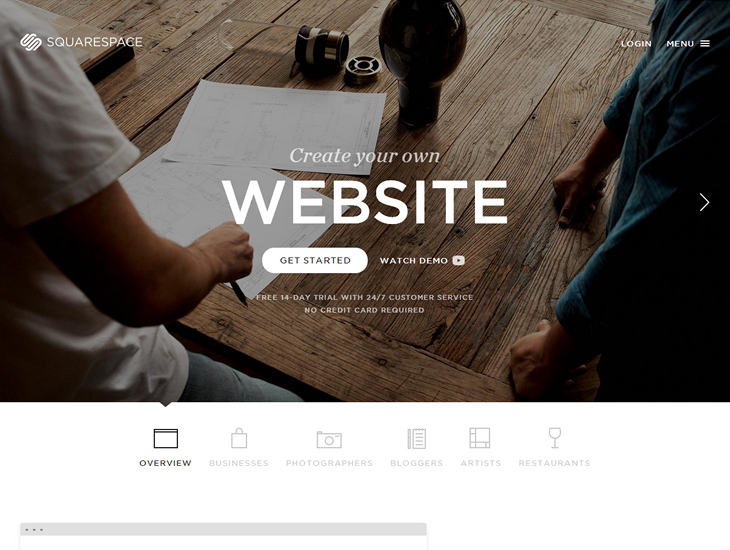 SQUARESPACE
LOGIN
MENU
Create your own
WEBSITE
GET STARTED
WATCH DEMO
FREE 14-DAY TRIAL WITH 24/7 CUSTOMER SERVICE
NO CREDIT CARD REQUIRED
OVERVIEW
BUSINESSES
PHOTOGRAPHERS
BLOGGERS
ARTISTS
RESTAURANTS